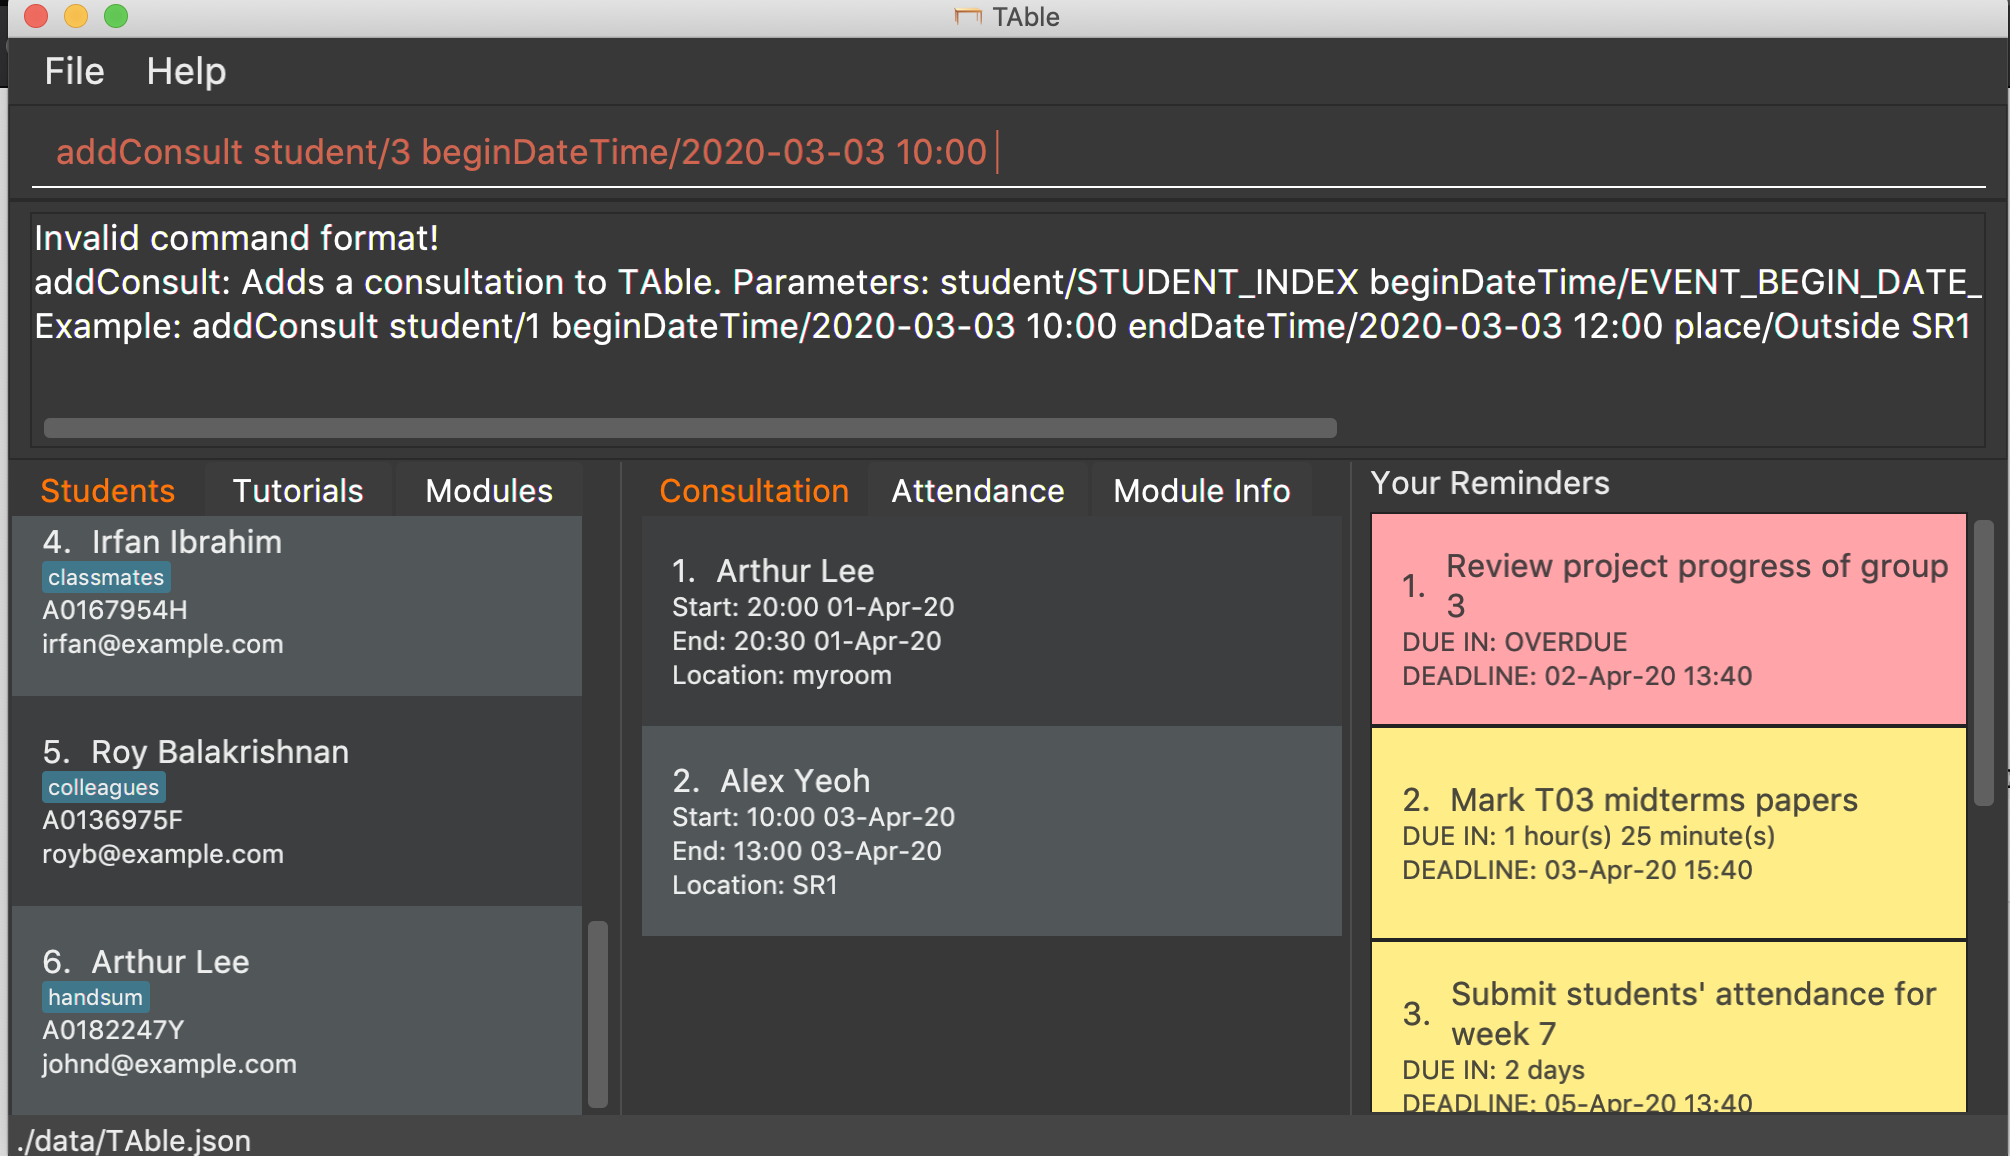 TAble
File Help
addConsult student/3 beginDateTime/2020-03-03 10:00
Invalid command format!
addConsult: Adds a consultation to TAble. Parameters: student/STUDENT_INDEX beginDateTime/EVENT_BEGIN_DATE_
Example: addConsult student/1 beginDateTime/2020-03-03 10:00 endDateTime/2020-03-03 12:00 place/Outside SR1
Students Tutorials Modules
4. Irfan Ibrahim
classmates
A0167954H
irfan@example.com
5. Roy Balakrishnan
colleagues
A0136975F
royb@example.com
6. Arthur Lee
handsum
A0182247Y
johnd@example.com
Consultation Attendance Module Info
1. Arthur Lee
Start: 20:00 01-Apr-20
End: 20:30 01-Apr-20
Location: myroom
2. Alex Yeoh
Start: 10:00 03-Apr-20
End: 13:00 03-Apr-20
Location: SR1
Your Reminders
1. Review project progress of group
3
DUE IN: OVERDUE
DEADLINE: 02-Apr-20 13:40
2. Mark T03 midterms papers
DUE IN: 1 hour(s) 25 minute(s)
DEADLINE: 03-Apr-20 15:40
3. Submit students' attendance for
week 7
DUE IN: 2 days
DEADLINE: 05-Apr-20 13:40
./data/TAble.json